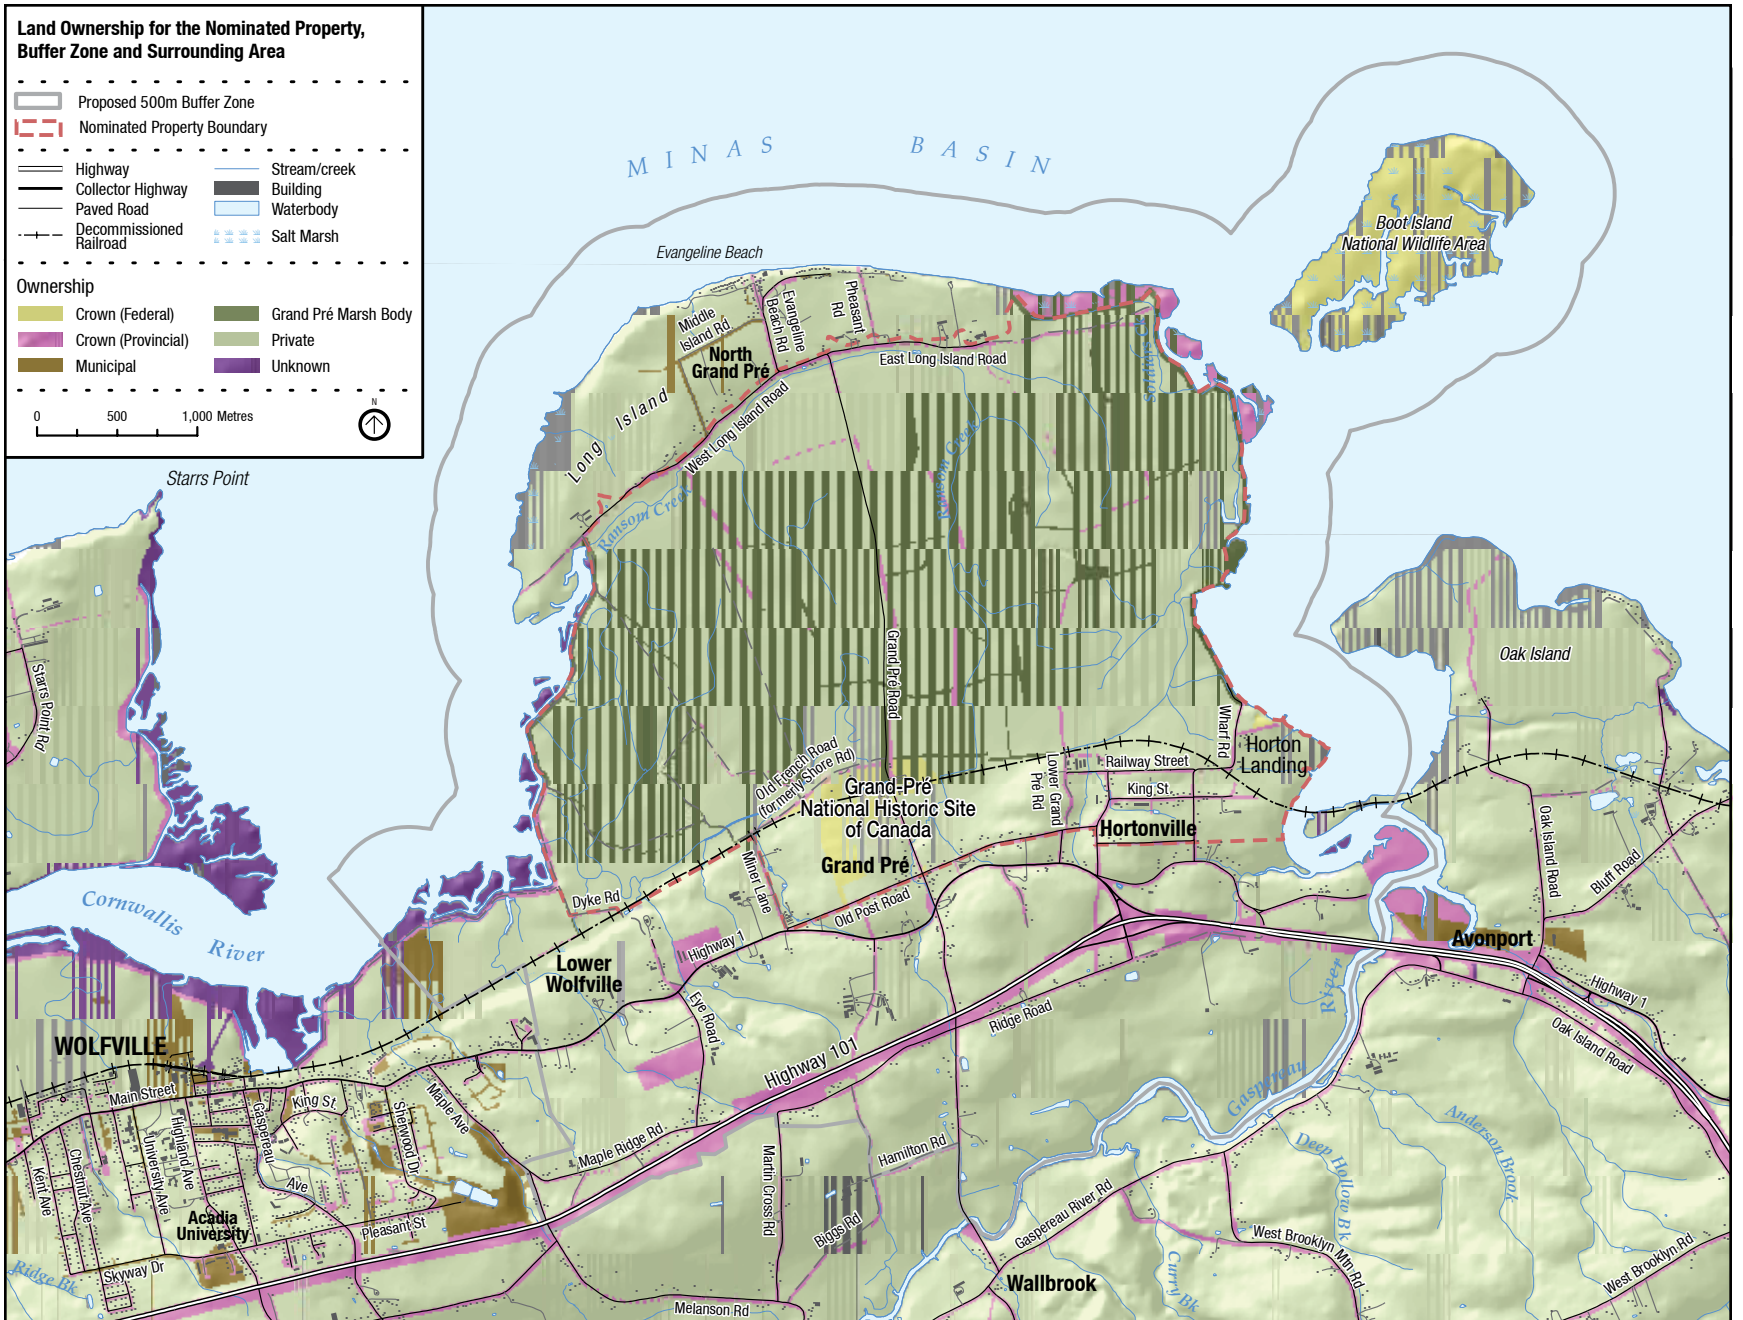 Land Ownership for the Nominated Property,
Buffer Zone and Surrounding Area
Proposed 500m Buffer Zone
Nominated Property Boundary
Highway
Collector Highway
Paved Road
Decommissioned
Railroad
Stream/creek
Building
Waterbody
Salt Marsh
Ownership
Crown (Federal)
Crown (Provincial)
Municipal
Grand Pré Marsh Body
Private
Unknown
0 500 1,000 Metres
N
MINAS BASIN
Evangeline Beach
Boot Island
National Wildlife Area
Middle
Island Rd
Evangeline
Beach Rd
Pheasant
Rd
North
Grand Pré
East Long Island Road
Long Island
West Long Island Road
Ransom Creek
Ransom Creek
Starrs Point
Starrs Point Rd
Oak Island
Grand Pré Road
Wharf Rd
Horton
Landing
Old French Road
(formerly Shore Rd)
Lower Grand
Pré Rd
Railway Street
King St
Grand-Pré
National Historic Site
of Canada
Hortonville
Grand Pré
Miner Lane
Dyke Rd
Old Post Road
Oak Island Road
Bluff Road
Cornwallis River
Highway 1
Lower
Wolfville
Avonport
Highway 1
Eye Road
Ridge Road
River
Oak Island Road
WOLFVILLE
Highway 101
Main Street
King St
Maple Ave
Gaspereau
Gaspereau
Anderson Brook
Sherwood Dr
Highland Ave
University Ave
Chestnut Ave
Kent Ave
Maple Ridge Rd
Hamilton Rd
Martin Cross Rd
Deep Hollow Bk
Ave
Acadia
University
Pleasant St
Biggs Rd
Gaspereau River Rd
West Brooklyn Mtn Rd
West Brooklyn Rd
Skyway Dr
Ridge Bk
Curry Bk
Wallbrook
Melanson Rd